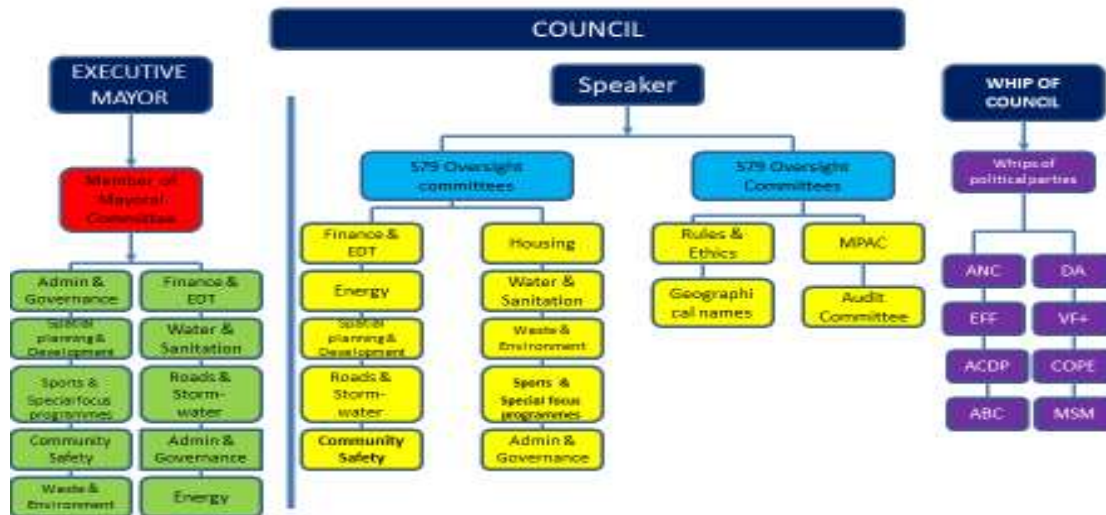 COUNCIL
EXECUTIVE
MAYOR
Member of
Mayoral
Committee
Admin &
Governance
Finance &
EDT
Spatial
planning &
Development
Water &
Sanitation
Sports &
Special focus
programmes
Roads &
Storm-
water
Community
Safety
Admin &
Governance
Waste &
Environment
Energy
Speaker
S79 Oversight
committees
S79 Oversight
Committees
Finance &
EDT
Housing
Energy
Water &
Sanitation
Spatial
planning &
Development
Waste &
Environment
Roads &
Storm-
water
Sports &
Special focus
programmes
Community
Safety
Admin &
Governance
Rules &
Ethics
MPAC
Geographi
cal names
Audit
Committee
WHIP OF
COUNCIL
Whips of
political parties
ANC
DA
EFF
VF+
ACDP
COPE
ABC
MSM